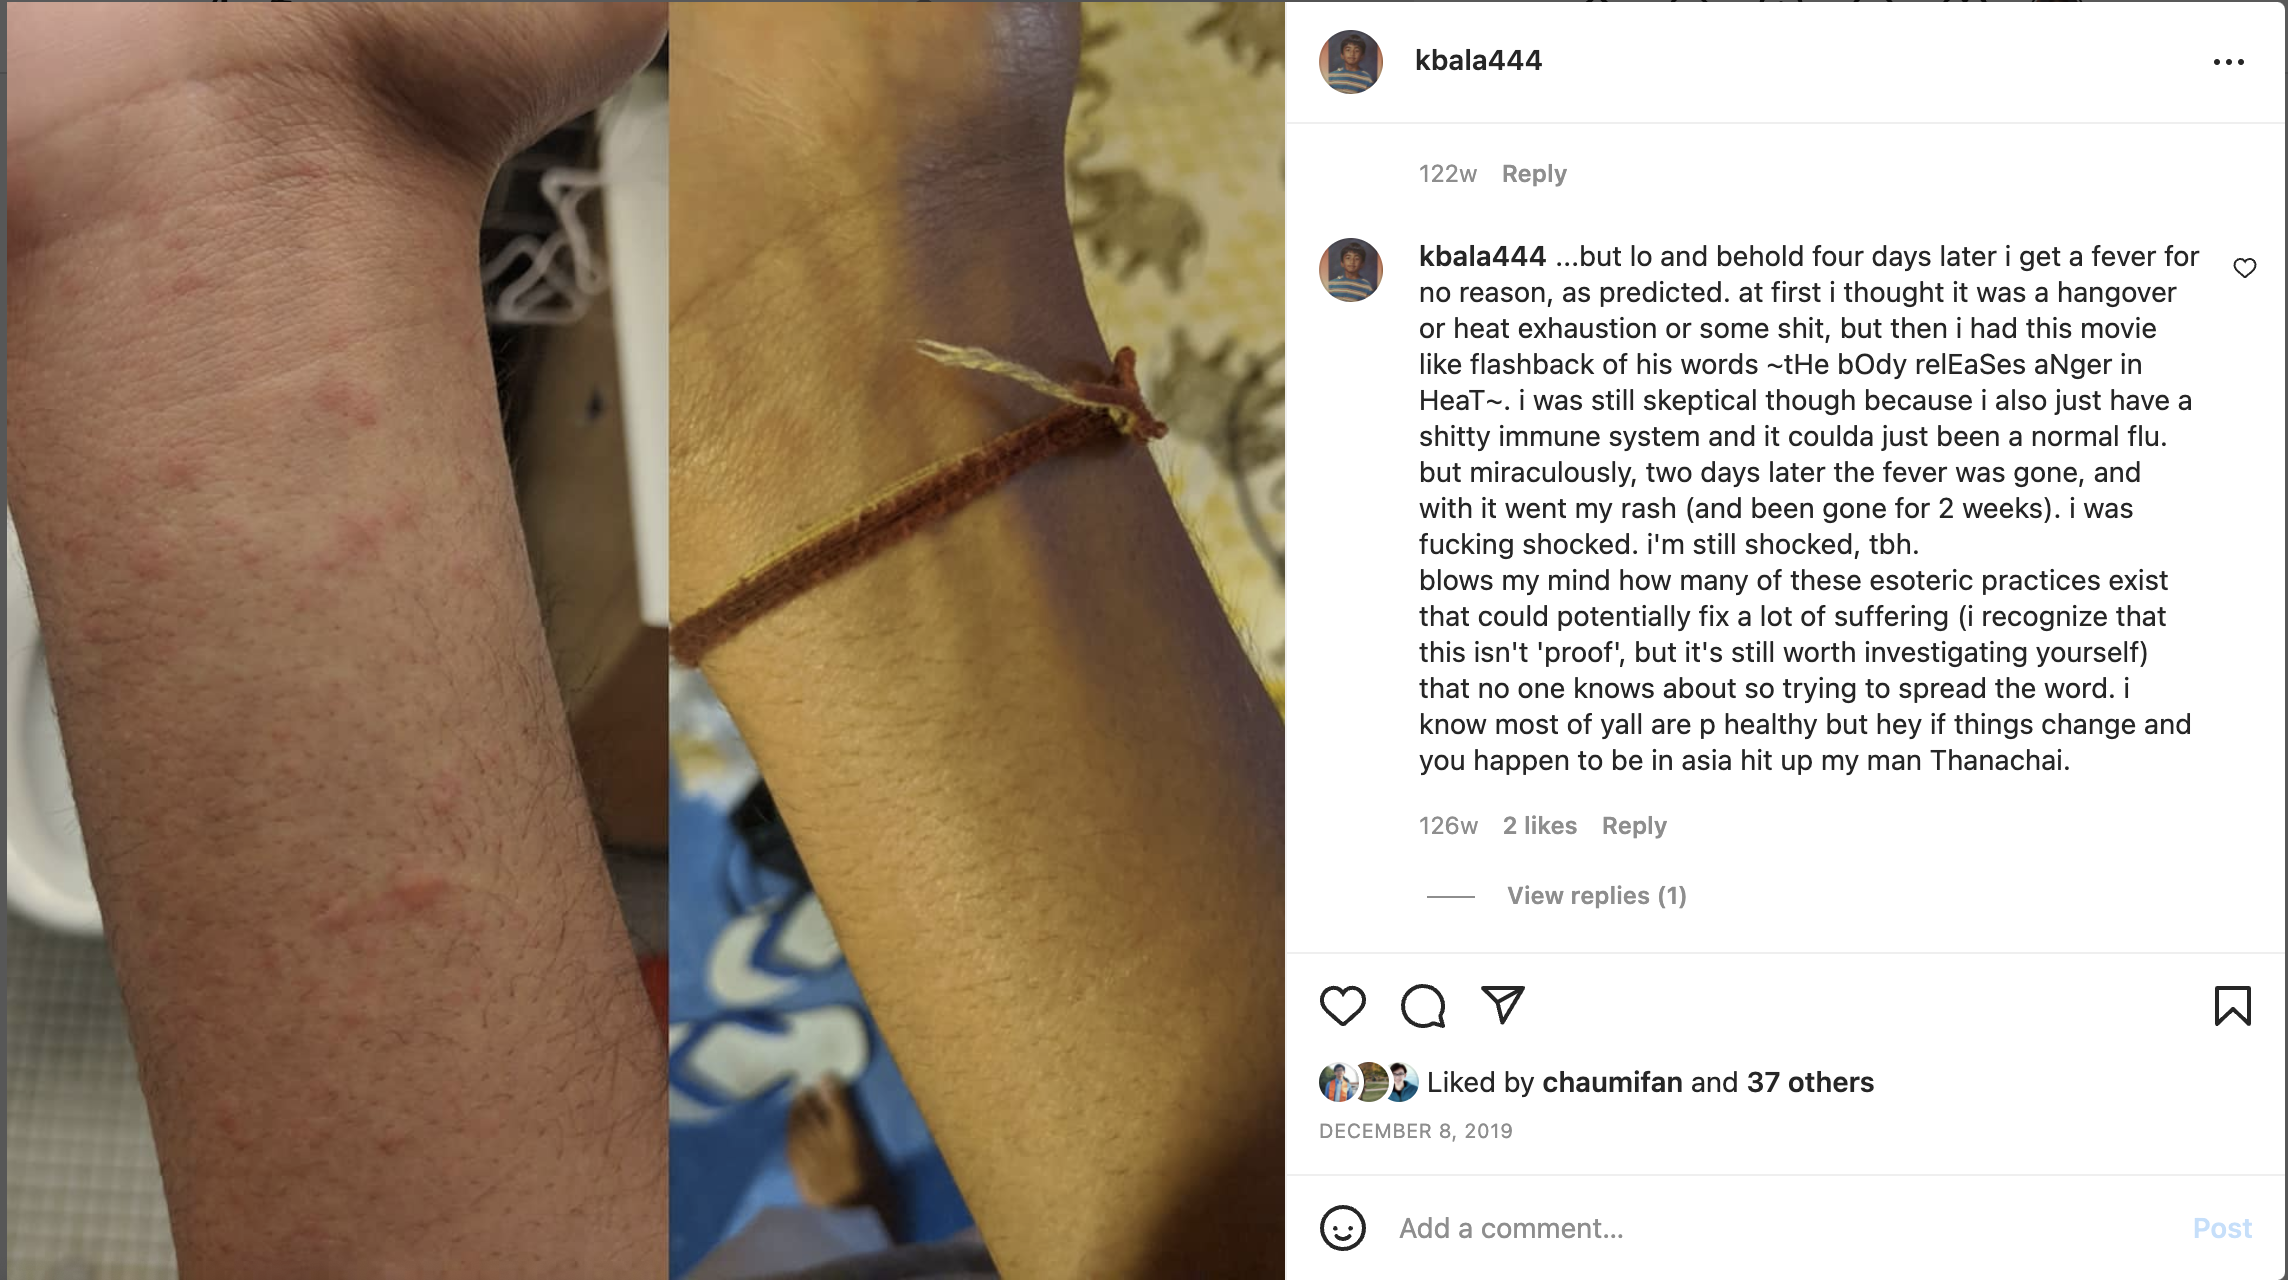 kbala444
122w Reply
kbala444 ...but lo and behold four days later i get a fever for
no reason, as predicted. at first i thought it was a hangover
or heat exhaustion or some shit, but then i had this movie
like flashback of his words ~tHe bOdy relEaSes aNger in
HeaT~. i was still skeptical though because i also just have a
shitty immune system and it coulda just been a normal flu.
but miraculously, two days later the fever was gone, and
with it went my rash (and been gone for 2 weeks). i was
fucking shocked. i'm still shocked, tbh.
blows my mind how many of these esoteric practices exist
that could potentially fix a lot of suffering (i recognize that
this isn't 'proof', but it's still worth investigating yourself)
that no one knows about so trying to spread the word. i
know most of yall are p healthy but hey if things change and
you happen to be in asia hit up my man Thanachai.
126w 2 likes Reply
View replies (1)
Liked by chaumifan and 37 others
DECEMBER 8, 2019
Add a comment... Post